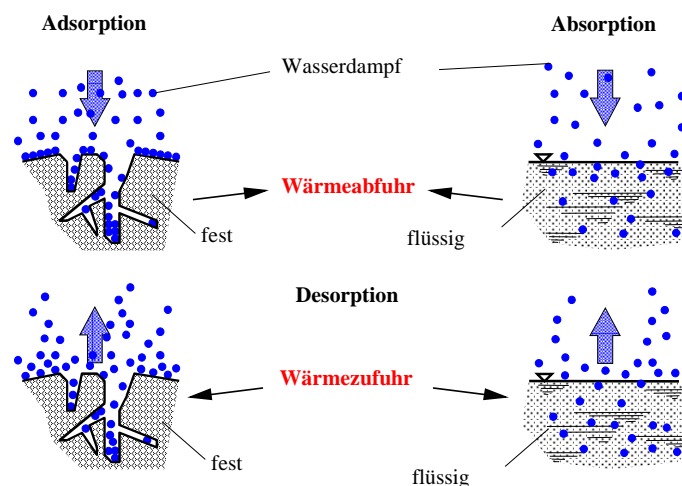 Adsorption
Absorption
Wasserdampf
Wärmeabfuhr
fest
flüssig
Desorption
Wärmezufuhr
fest
flüssig